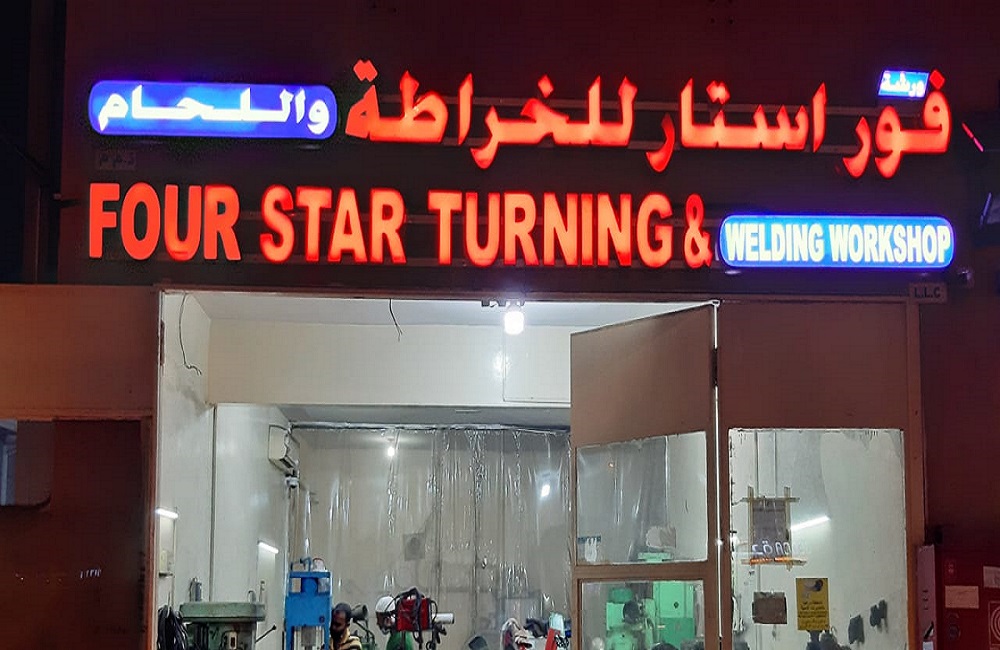 ورشة فور استار للخراطة واللحام
ذ.م.م
FOUR STAR TURNING & WELDING WORKSHOP
L.L.C